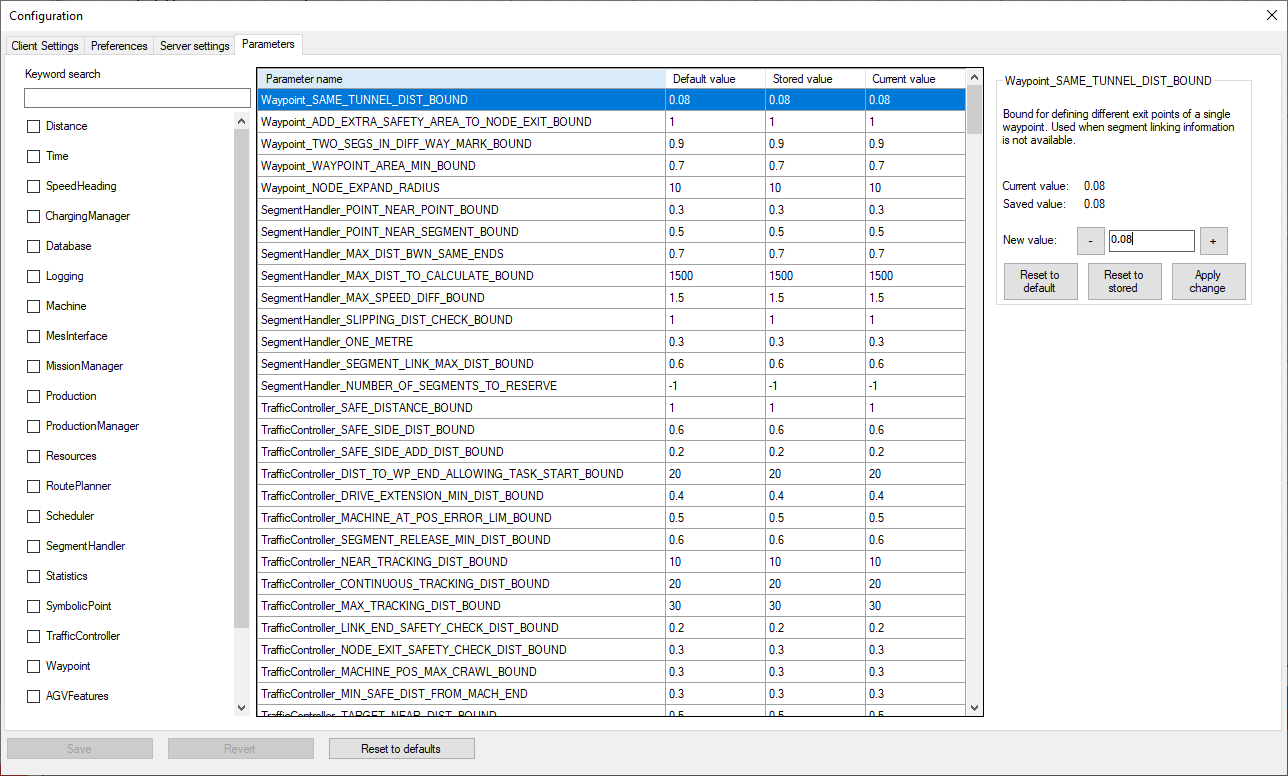 Configuration
Client Settings Preferences Server settings Parameters
Keyword search
Distance
Time
SpeedHeading
ChargingManager
Database
Logging
Machine
MesInterface
MissionManager
Production
ProductionManager
Resources
RoutePlanner
Scheduler
SegmentHandler
Statistics
SymbolicPoint
TrafficController
Waypoint
AGVFeatures
Parameter name Default value Stored value Current value
Waypoint_SAME_TUNNEL_DIST_BOUND 0.08 0.08 0.08
Waypoint_ADD_EXTRA_SAFETY_AREA_TO_NODE_EXIT_BOUND 1 1 1
Waypoint_TWO_SEGS_IN_DIFF_WAY_MARK_BOUND 0.9 0.9 0.9
Waypoint_WAYPOINT_AREA_MIN_BOUND 0.7 0.7 0.7
Waypoint_NODE_EXPAND_RADIUS 10 10 10
SegmentHandler_POINT_NEAR_POINT_BOUND 0.3 0.3 0.3
SegmentHandler_POINT_NEAR_SEGMENT_BOUND 0.5 0.5 0.5
SegmentHandler_MAX_DIST_BWN_SAME_ENDS 0.7 0.7 0.7
SegmentHandler_MAX_DIST_TO_CALCULATE_BOUND 1500 1500 1500
SegmentHandler_MAX_SPEED_DIFF_BOUND 1.5 1.5 1.5
SegmentHandler_SLIPPING_DIST_CHECK_BOUND 1 1 1
SegmentHandler_ONE_METRE 0.3 0.3 0.3
SegmentHandler_SEGMENT_LINK_MAX_DIST_BOUND 0.6 0.6 0.6
SegmentHandler_NUMBER_OF_SEGMENTS_TO_RESERVE -1 -1 -1
TrafficController_SAFE_DISTANCE_BOUND 1 1 1
TrafficController_SAFE_SIDE_DIST_BOUND 0.6 0.6 0.6
TrafficController_SAFE_SIDE_ADD_DIST_BOUND 0.2 0.2 0.2
TrafficController_DIST_TO_WP_END_ALLOWING_TASK_START_BOUND 20 20 20
TrafficController_DRIVE_EXTENSION_MIN_DIST_BOUND 0.4 0.4 0.4
TrafficController_MACHINE_AT_POS_ERROR_LIM_BOUND 0.5 0.5 0.5
TrafficController_SEGMENT_RELEASE_MIN_DIST_BOUND 0.6 0.6 0.6
TrafficController_NEAR_TRACKING_DIST_BOUND 10 10 10
TrafficController_CONTINUOUS_TRACKING_DIST_BOUND 20 20 20
TrafficController_MAX_TRACKING_DIST_BOUND 30 30 30
TrafficController_LINK_END_SAFETY_CHECK_DIST_BOUND 0.2 0.2 0.2
TrafficController_NODE_EXIT_SAFETY_CHECK_DIST_BOUND 0.3 0.3 0.3
TrafficController_MACHINE_POS_MAX_CRAWL_BOUND 0.3 0.3 0.3
TrafficController_MIN_SAFE_DIST_FROM_MACH_END 0.3 0.3 0.3
TrafficController_TARGET_NEAR_DIST_BOUND 0.5 0.5 0.5
Waypoint_SAME_TUNNEL_DIST_BOUND
Bound for defining different exit points of a single
waypoint. Used when segment linking information
is not available.
Current value: 0.08
Saved value: 0.08
New value: - 0.08 +
Reset to
default
Reset to
stored
Apply
change
Save Revert Reset to defaults